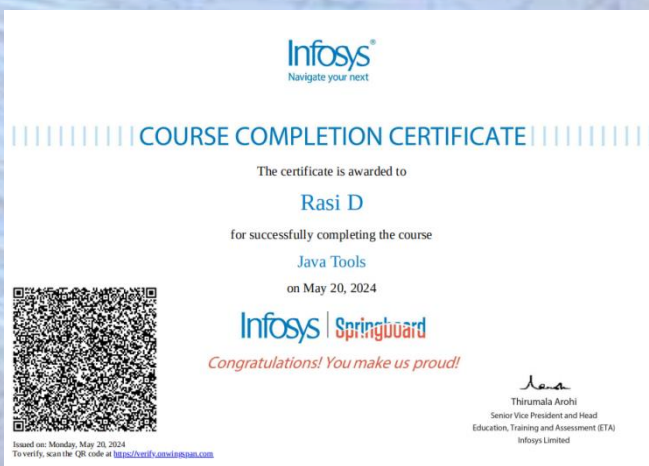 Infosys®
Navigate your next
COURSE COMPLETION CERTIFICATE
The certificate is awarded to
Rasi D
for successfully completing the course
Java Tools
on May 20, 2024
Infosys | Springboard
Congratulations! You make us proud!
Thirumala Arohi
Senior Vice President and Head
Education, Training and Assessment (ETA)
Infosys Limited
Issued on: Monday, May 20, 2024
To verify, scan the QR code at https://verify.onwingspan.com